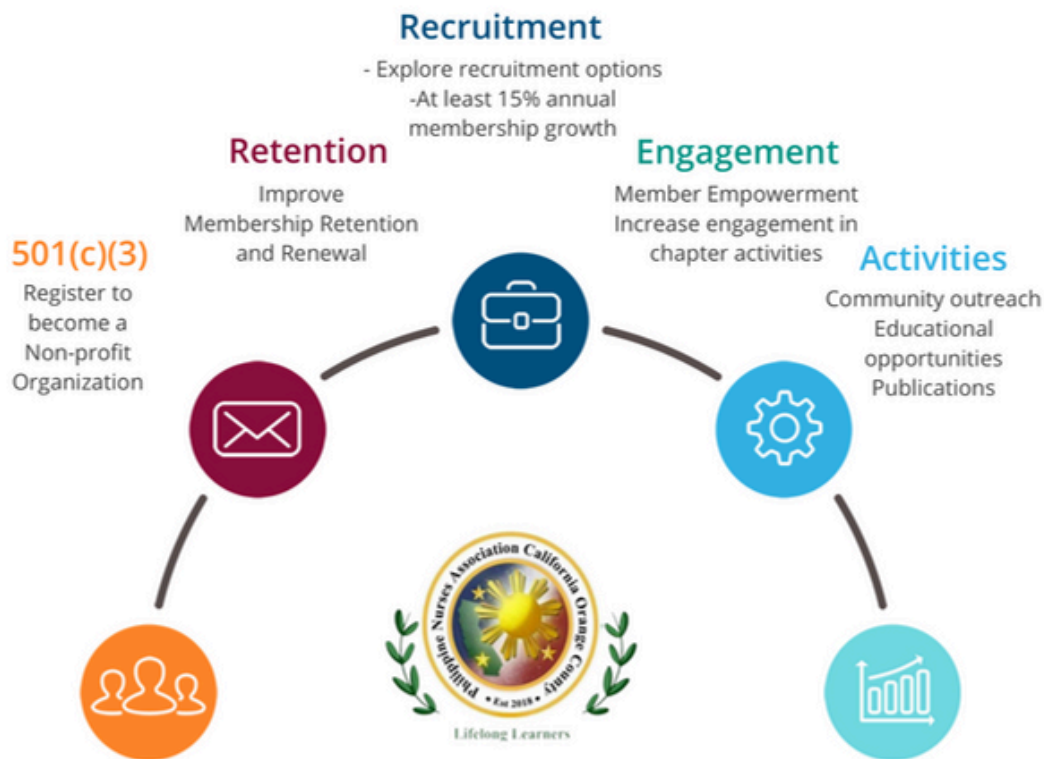 Recruitment
- Explore recruitment options
-At least 15% annual
membership growth
Retention
Improve
Membership Retention
and Renewal
Engagement
Member Empowerment
Increase engagement in
chapter activities
501(c)(3)
Register to
become a
Non-profit
Organization
Activities
Community outreach
Educational
opportunities
Publications
Philippine Nurses Association California Orange County
• Est 2018 •
Lifelong Learners